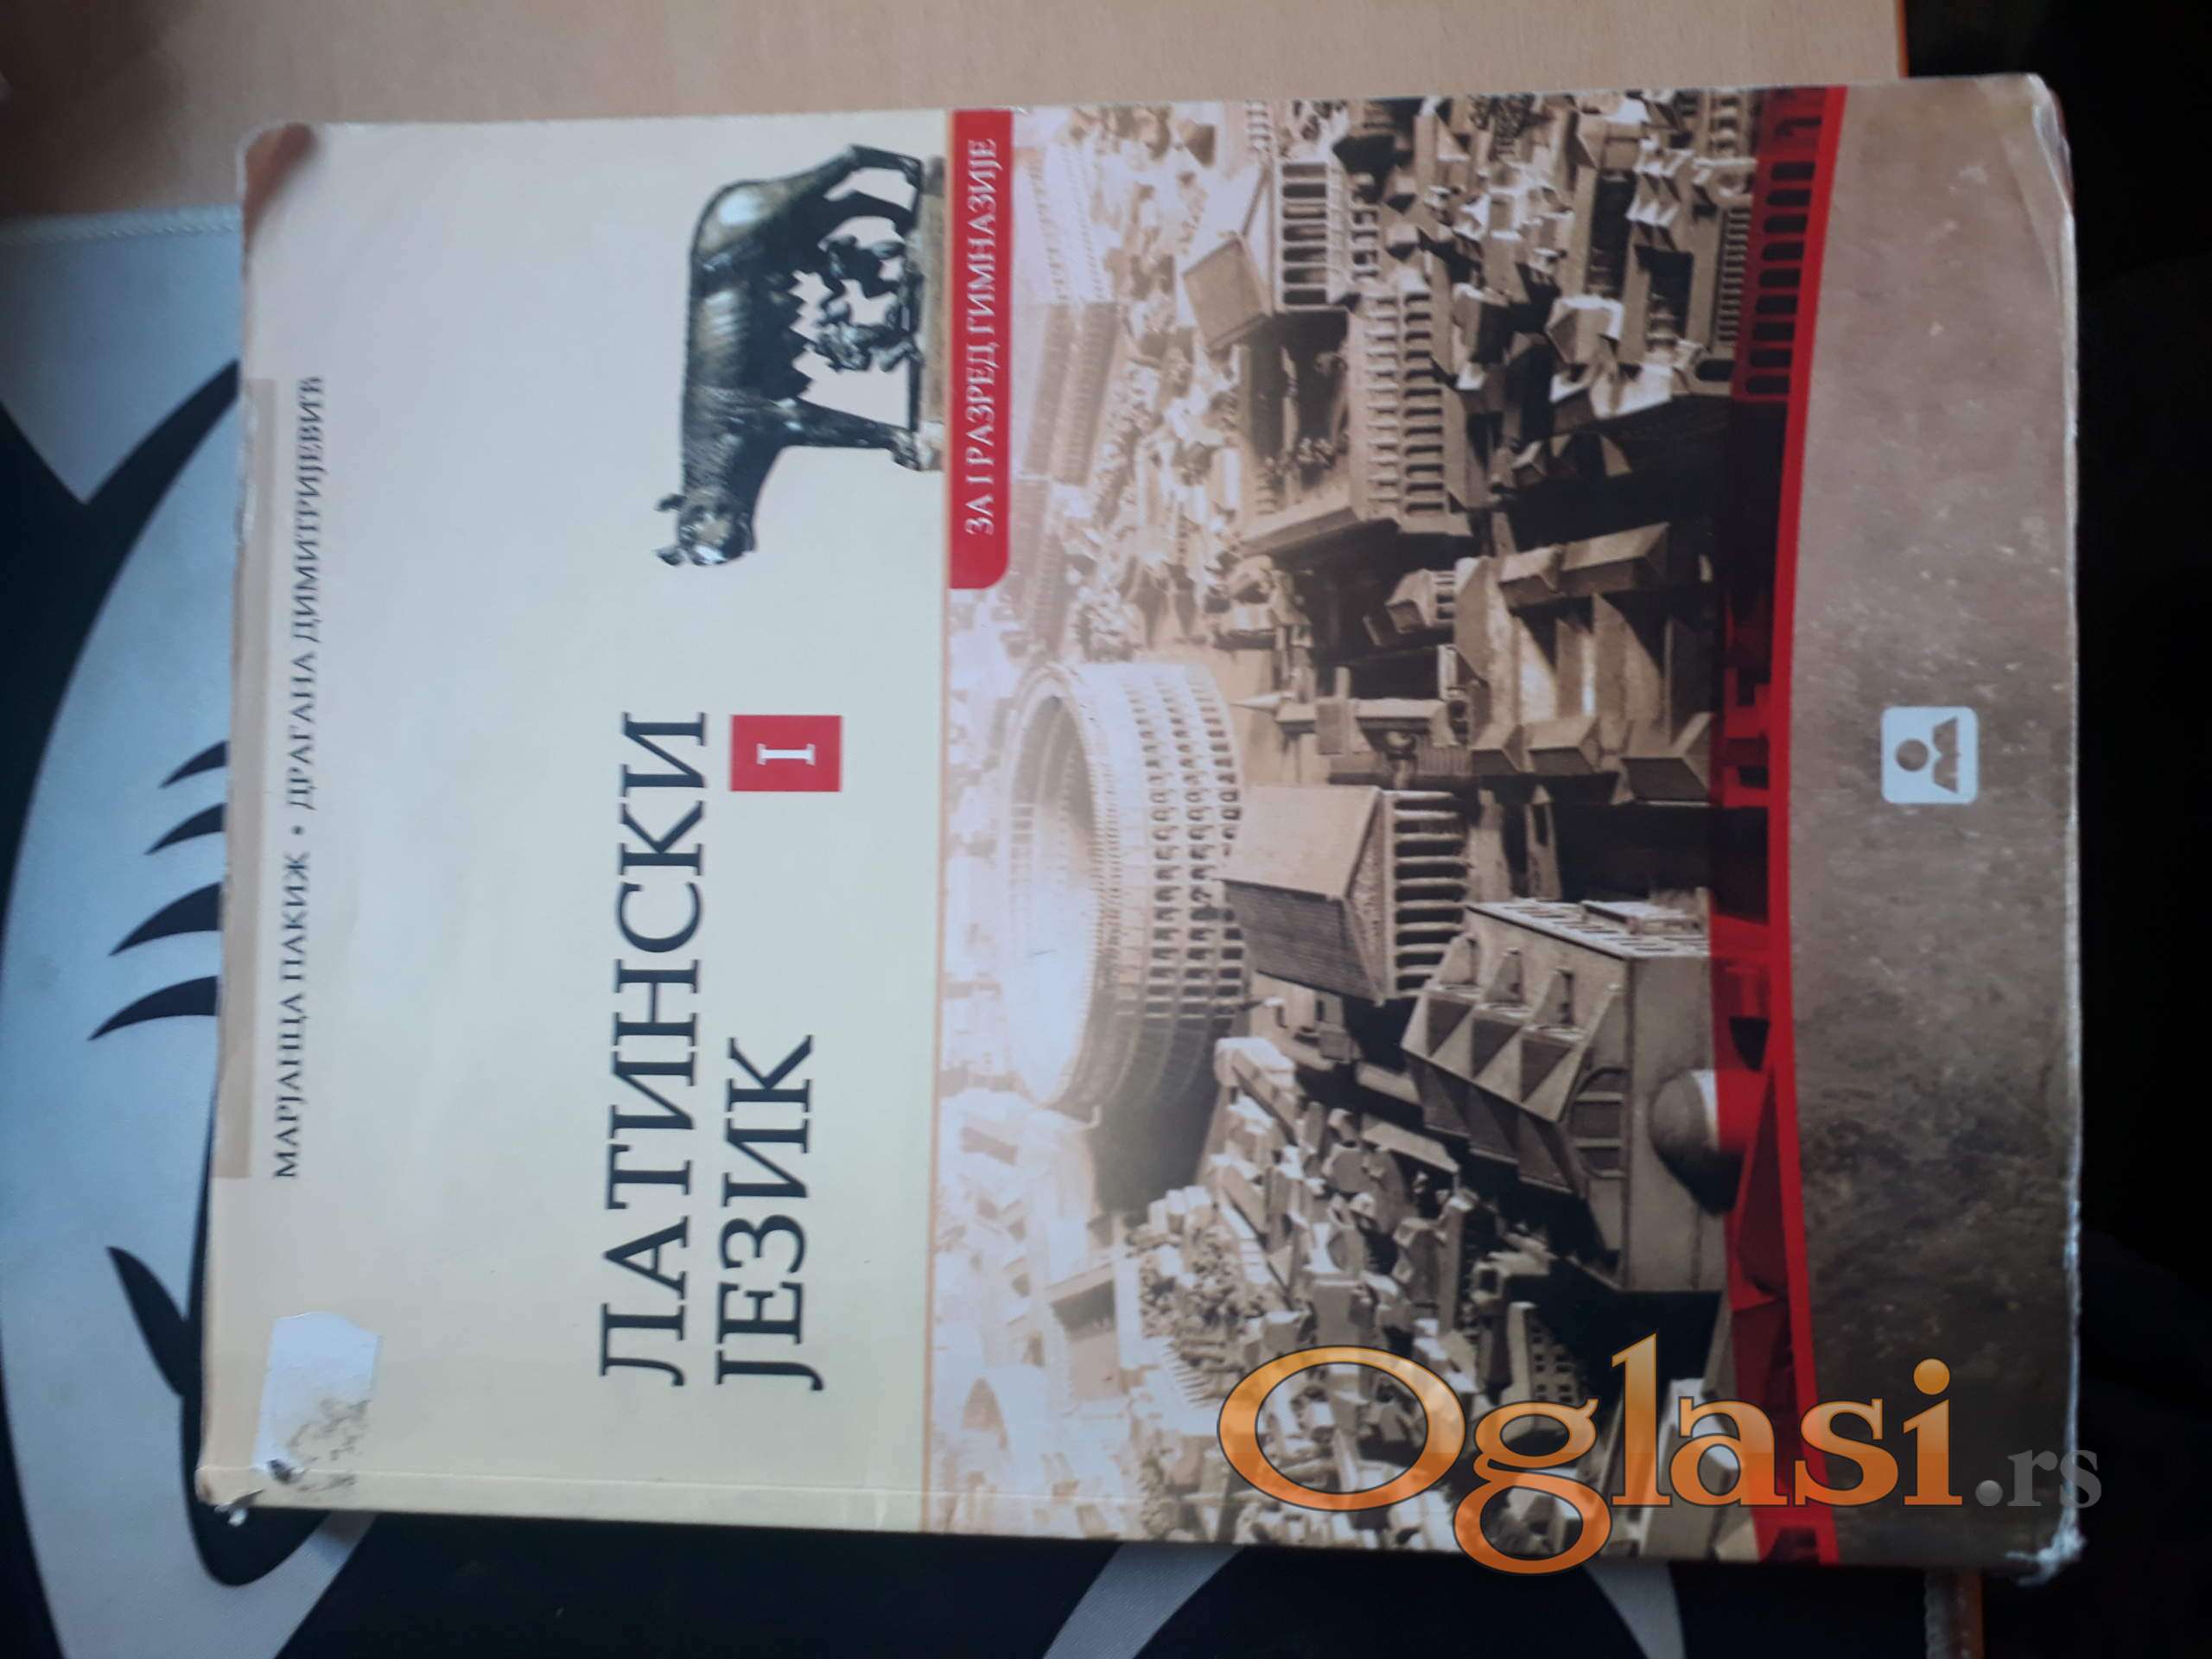 МАРЈАНЦА ПАКИЖ • ДРАГАНА ДИМИТРИЈЕВИЋ
ЛАТИНСКИ
ЈЕЗИК I
ЗА I РАЗРЕД ГИМНАЗИЈЕ
Oglasi.rs